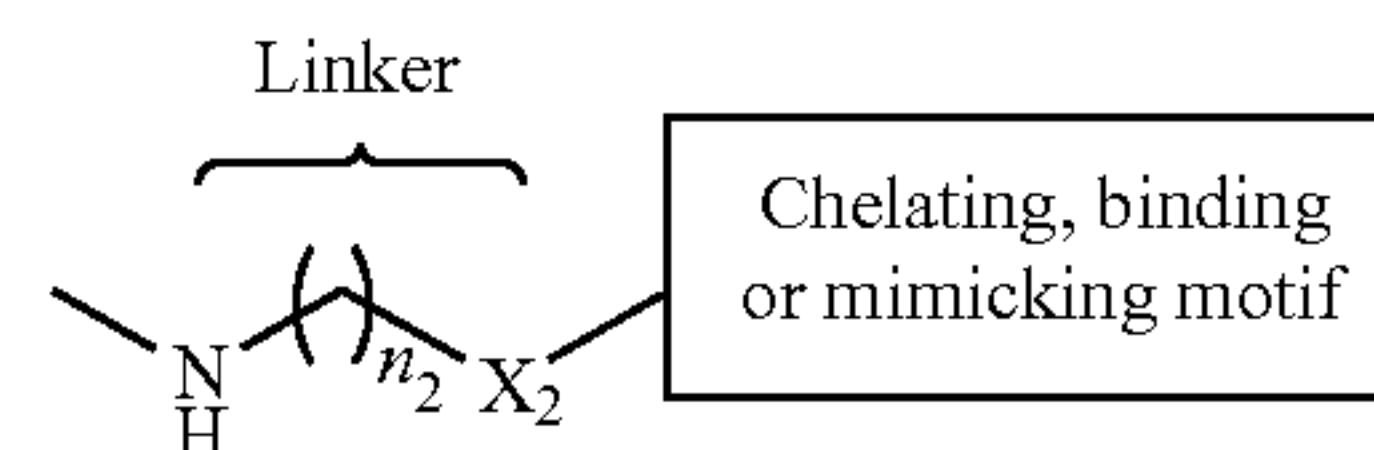 Linker
Chelating, binding
or mimicking motif
( )n2
N
H
X2